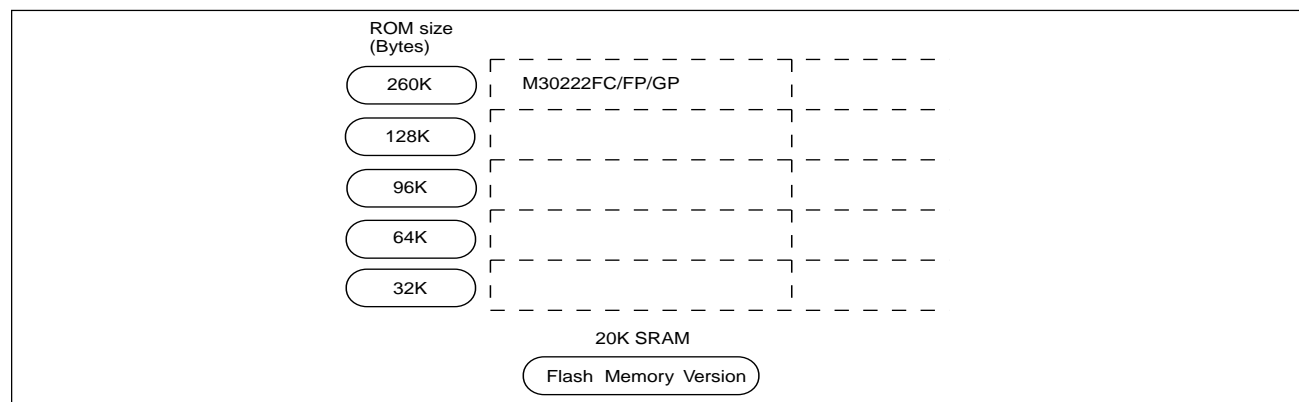 ROM size
(Bytes)
260K
M30222FC/FP/GP
128K
96K
64K
32K
20K SRAM
Flash Memory Version